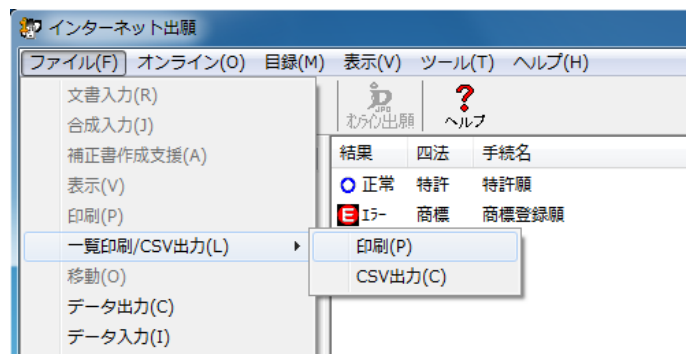 インターネット出願
ファイル(F) オンライン(O) 目録(M) 表示(V) ツール(T) ヘルプ(H)
文書入力(R)
合成入力(J)
補正書作成支援(A)
表示(V)
印刷(P)
一覧印刷/CSV出力(L)
移動(O)
データ出力(C)
データ入力(I)
印刷(P)
CSV出力(C)
JPO
オンライン出願
ヘルプ
結果 四法 手続名
正常 特許 特許願
E エラー 商標 商標登録願